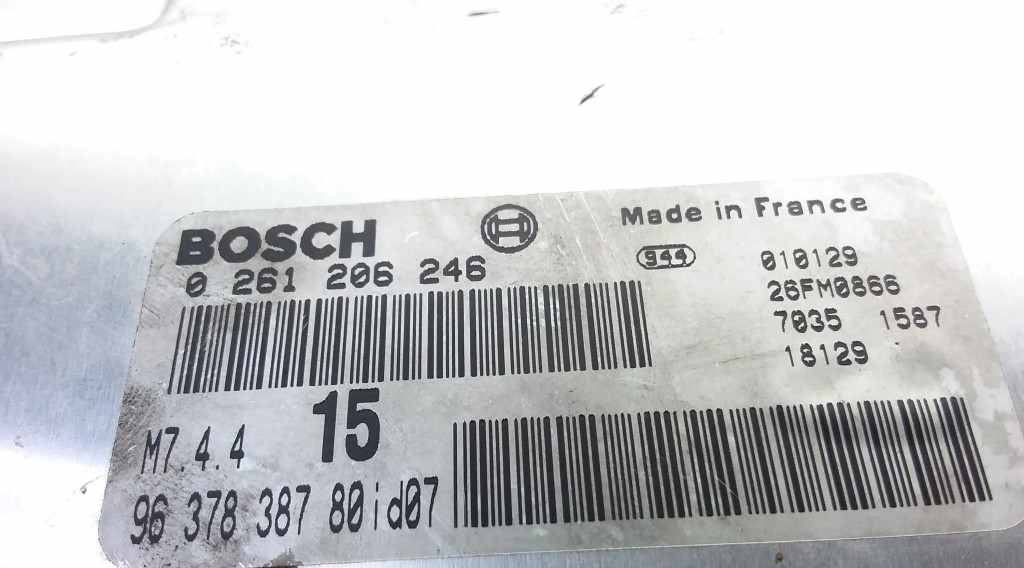 BOSCH
Made in France
0 261 206 246
944
010129
26FM0866
7035 1587
18129
15
M7.4.4
96 378 387 80id07